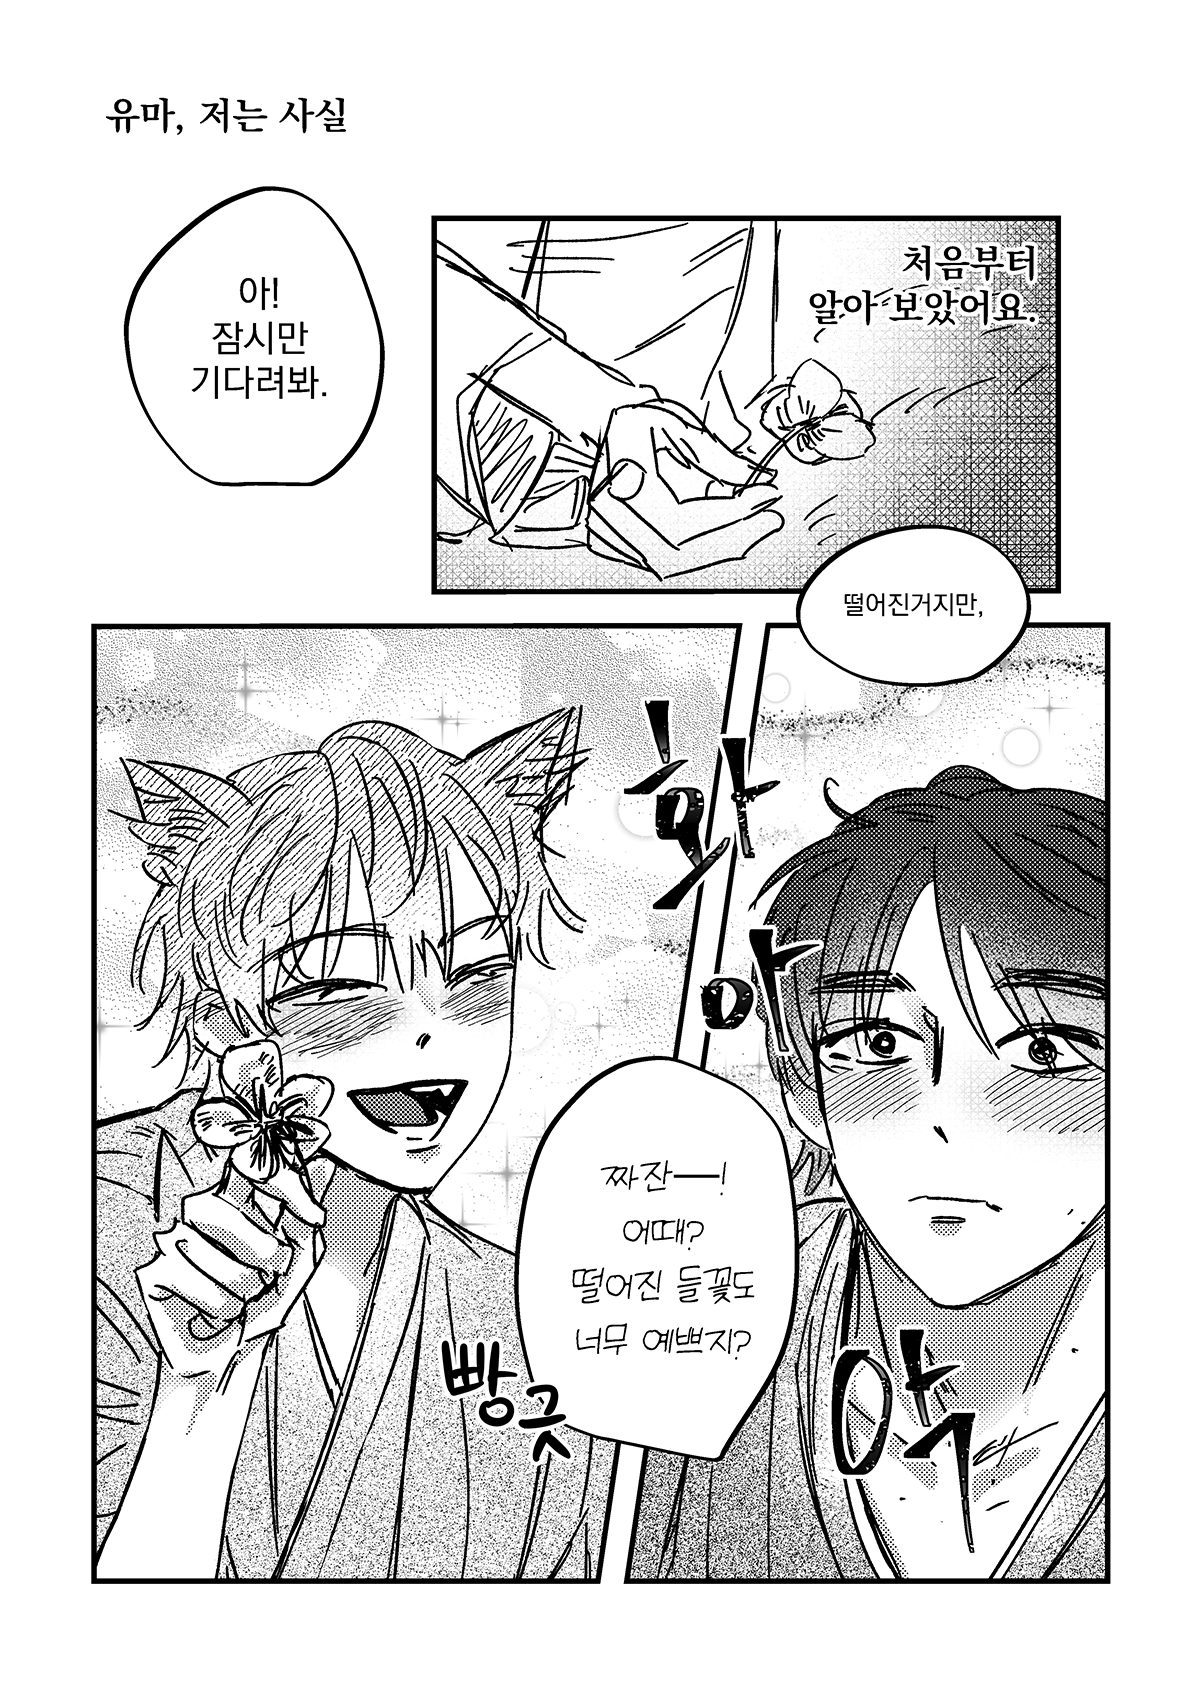 유마, 저는 사실
아!
잠시만
기다려봐.
처음부터
알아 보았어요.
떨어진거지만,
화
야
짜잔—!
어때?
떨어진 들꽃도
너무 예쁘지?
빵긋